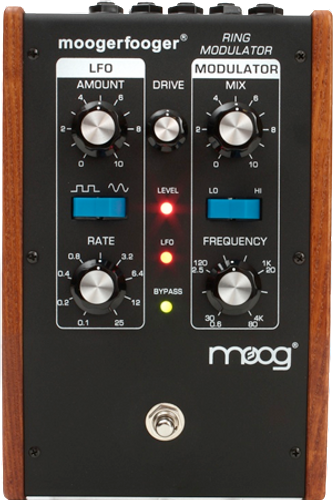 moogerfooger®
RING
MODULATOR
LFO
MODULATOR
AMOUNT
DRIVE
MIX
4 6
2 8
0 10
4 6
2 8
0 10
LEVEL
LO HI
RATE
LFO
FREQUENCY
0.8 3.2
0.4 6.4
0.2 12
0.1 25
120 1K
2.5 20
30 4K
0.6 80
BYPASS
moog®